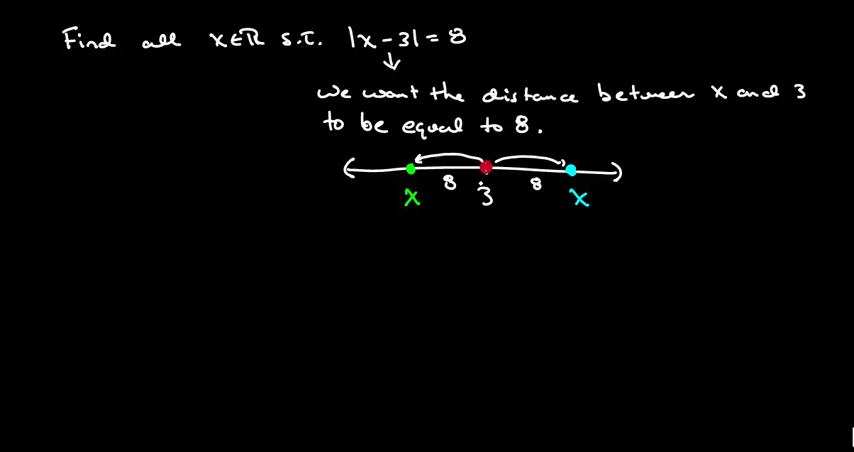 Find all x∈ℝ s.t. |x-3|=8
We want the distance between x and 3
to be equal to 8.
8 8
x 3 x